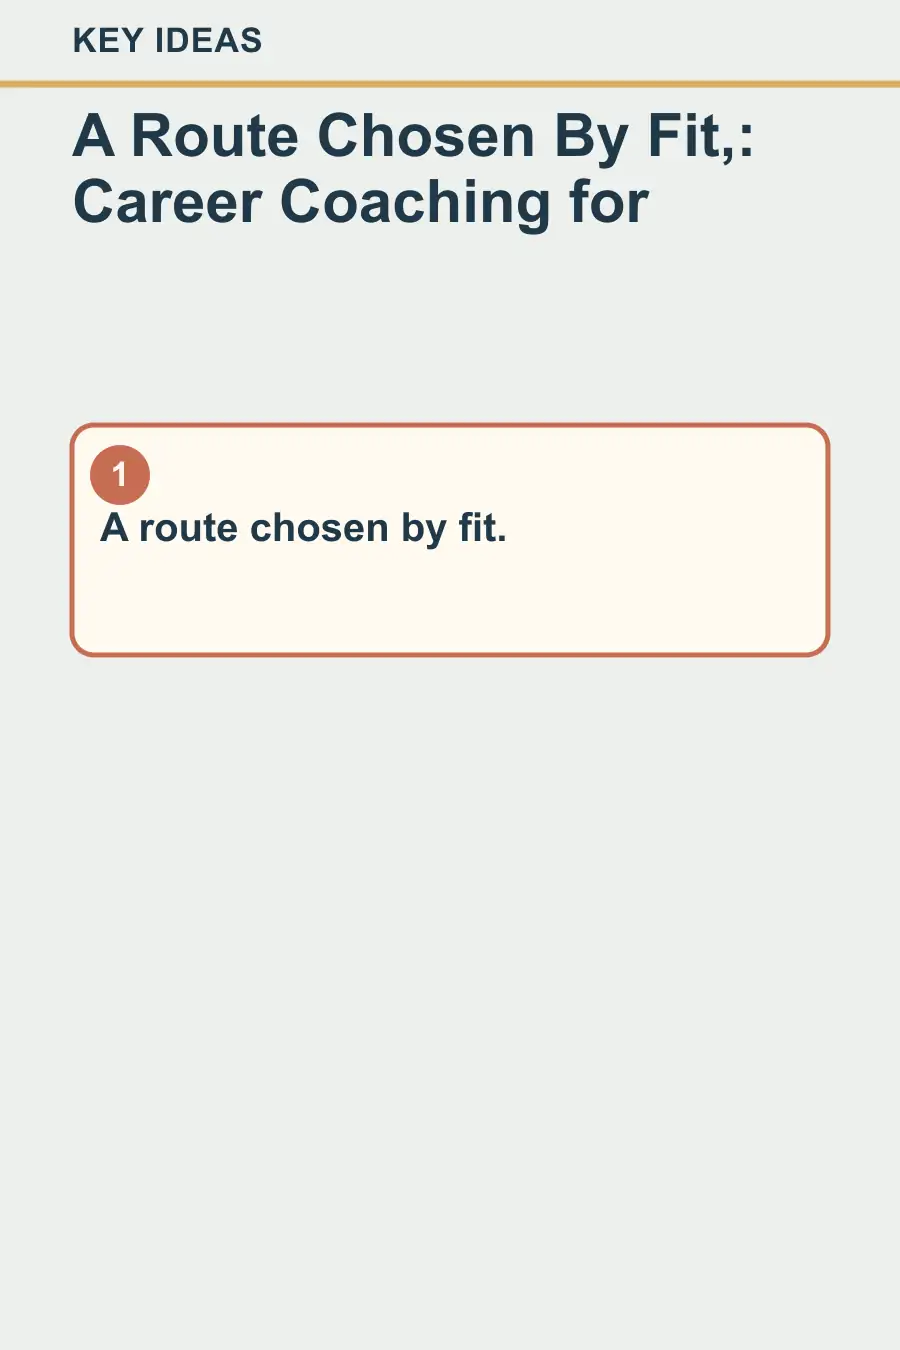 KEY IDEAS
A Route Chosen By Fit,:
Career Coaching for
1
A route chosen by fit.